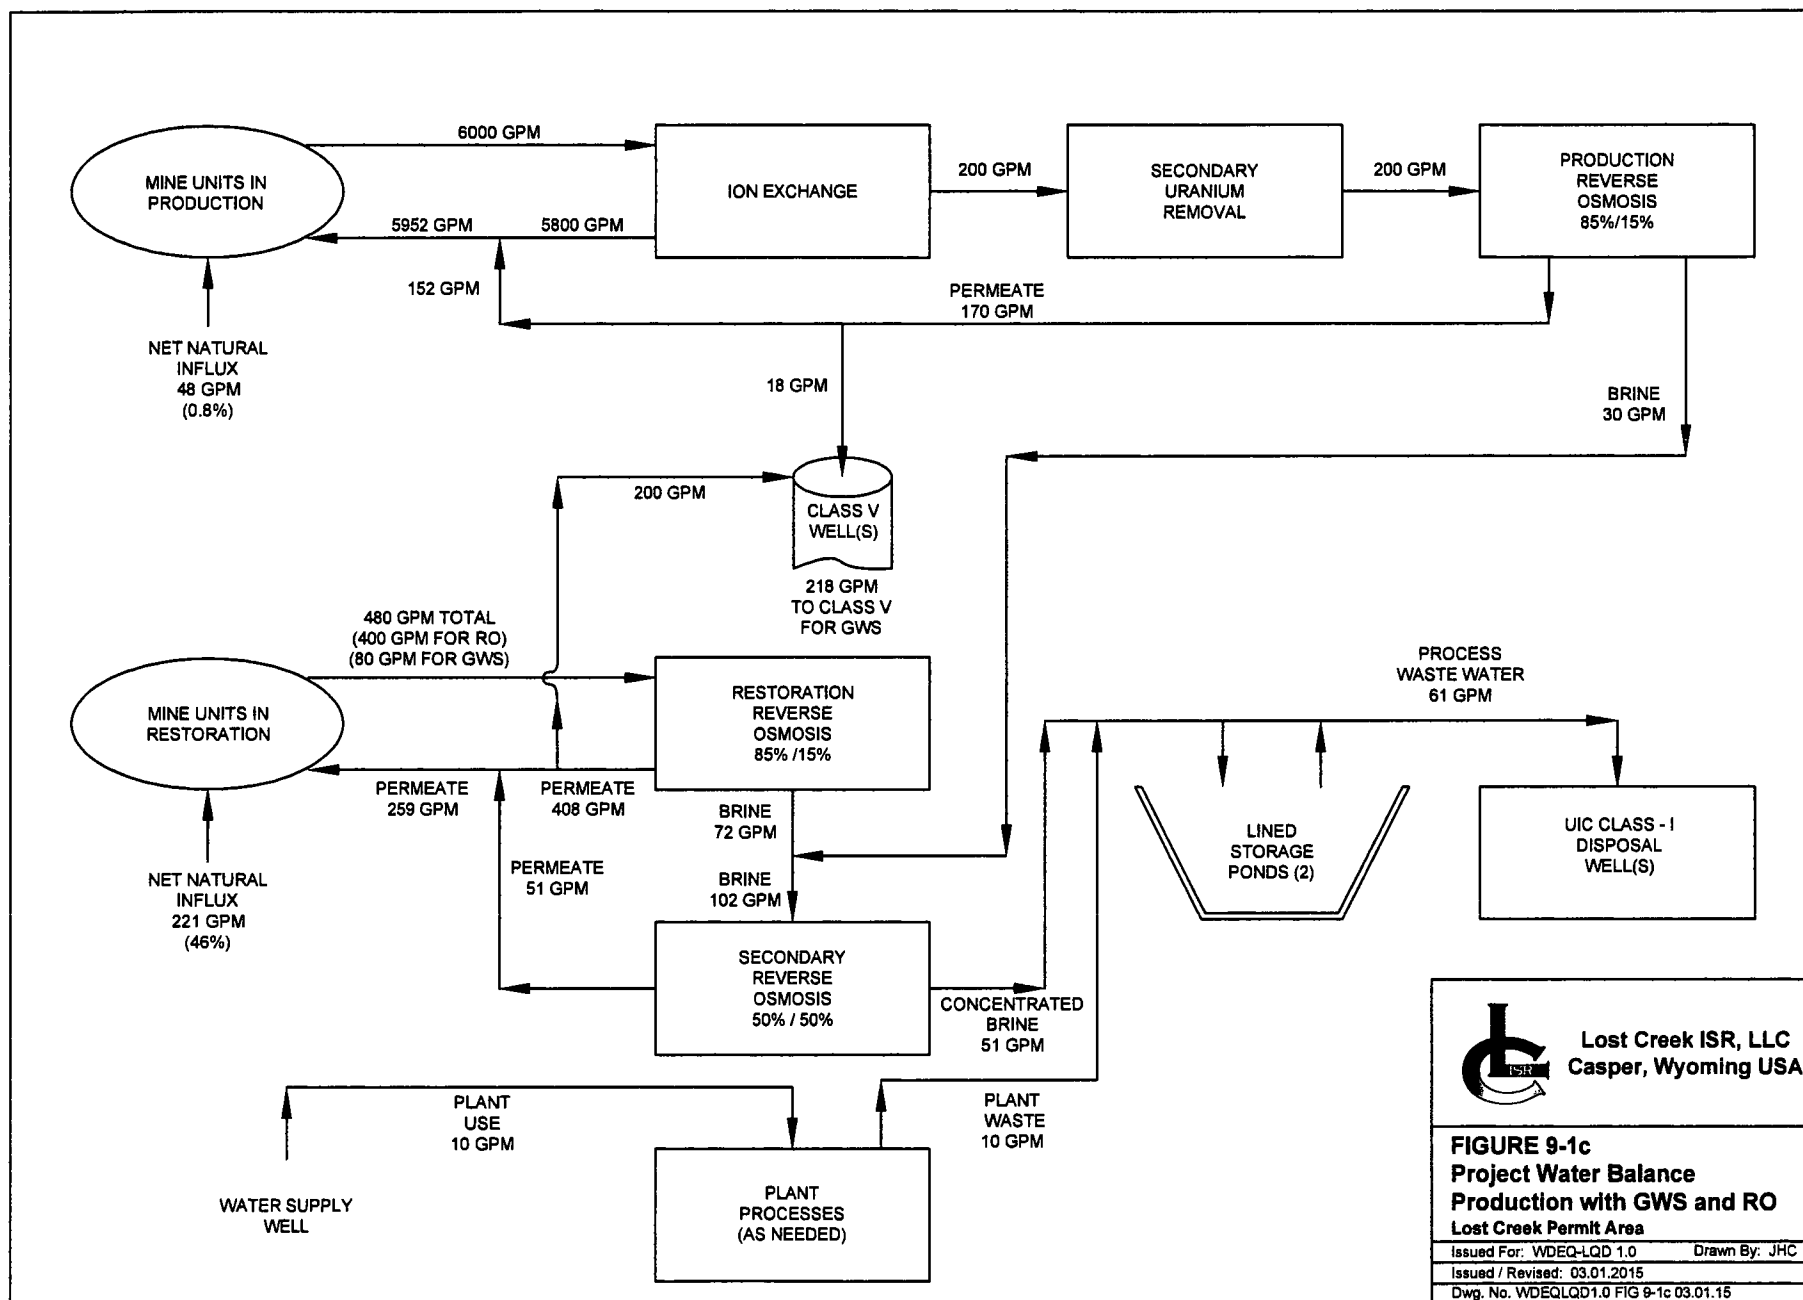 6000 GPM
MINE UNITS IN
PRODUCTION
5952 GPM
5800 GPM
ION EXCHANGE
200 GPM
SECONDARY
URANIUM
REMOVAL
200 GPM
PRODUCTION
REVERSE
OSMOSIS
85%/15%
152 GPM
PERMEATE
170 GPM
NET NATURAL
INFLUX
48 GPM
(0.8%)
18 GPM
BRINE
30 GPM
200 GPM
CLASS V
WELL(S)
218 GPM
TO CLASS V
FOR GWS
480 GPM TOTAL
(400 GPM FOR RO)
(80 GPM FOR GWS)
MINE UNITS IN
RESTORATION
RESTORATION
REVERSE
OSMOSIS
85% /15%
PERMEATE
259 GPM
PERMEATE
408 GPM
BRINE
72 GPM
PERMEATE
51 GPM
BRINE
102 GPM
NET NATURAL
INFLUX
221 GPM
(46%)
SECONDARY
REVERSE
OSMOSIS
50% / 50%
CONCENTRATED
BRINE
51 GPM
PROCESS
WASTE WATER
61 GPM
LINED
STORAGE
PONDS (2)
UIC CLASS - I
DISPOSAL
WELL(S)
PLANT
USE
10 GPM
PLANT
WASTE
10 GPM
WATER SUPPLY
WELL
PLANT
PROCESSES
(AS NEEDED)
LC ISR
Lost Creek ISR, LLC
Casper, Wyoming USA
FIGURE 9-1c
Project Water Balance
Production with GWS and RO
Lost Creek Permit Area
Issued For: WDEQ-LQD 1.0 Drawn By: JHC
Issued / Revised: 03.01.2015
Dwg. No. WDEQLQD1.0 FIG 9-1c 03.01.15